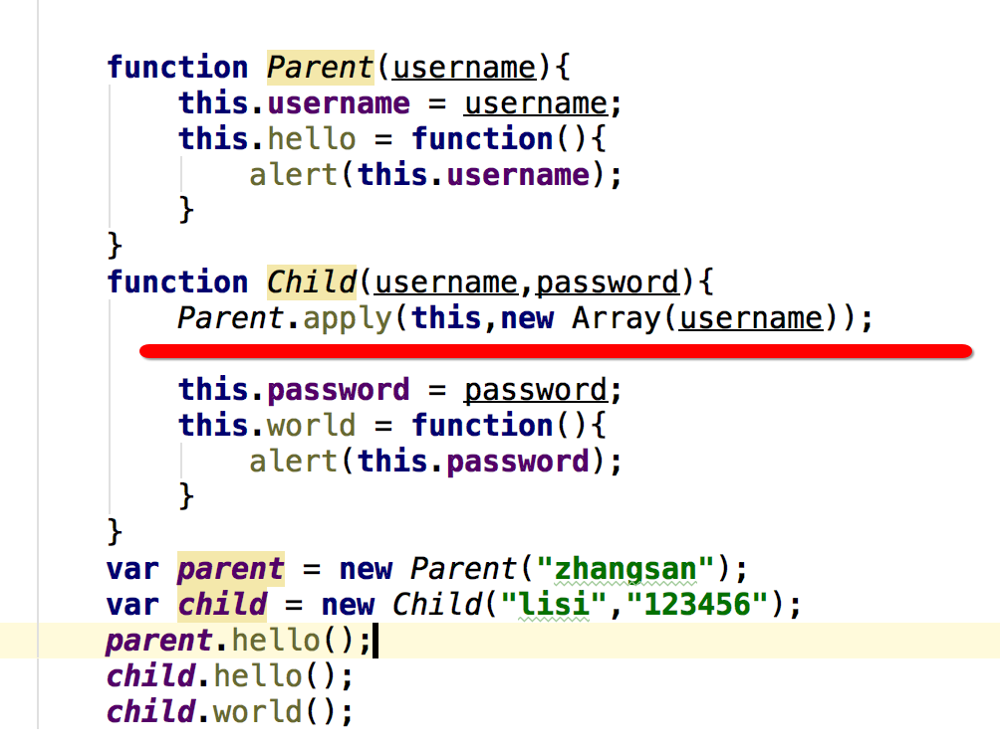 function Parent(username){
this.username = username;
this.hello = function(){
alert(this.username);
}
}
function Child(username,password){
Parent.apply(this,new Array(username));
this.password = password;
this.world = function(){
alert(this.password);
}
}
var parent = new Parent("zhangsan");
var child = new Child("lisi","123456");
parent.hello();
child.hello();
child.world();